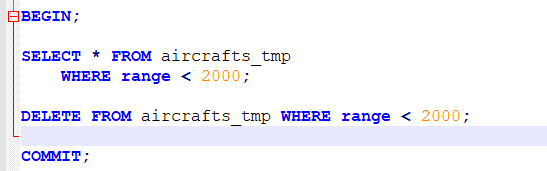 BEGIN;
SELECT * FROM aircrafts_tmp
WHERE range < 2000;
DELETE FROM aircrafts_tmp WHERE range < 2000;
COMMIT;